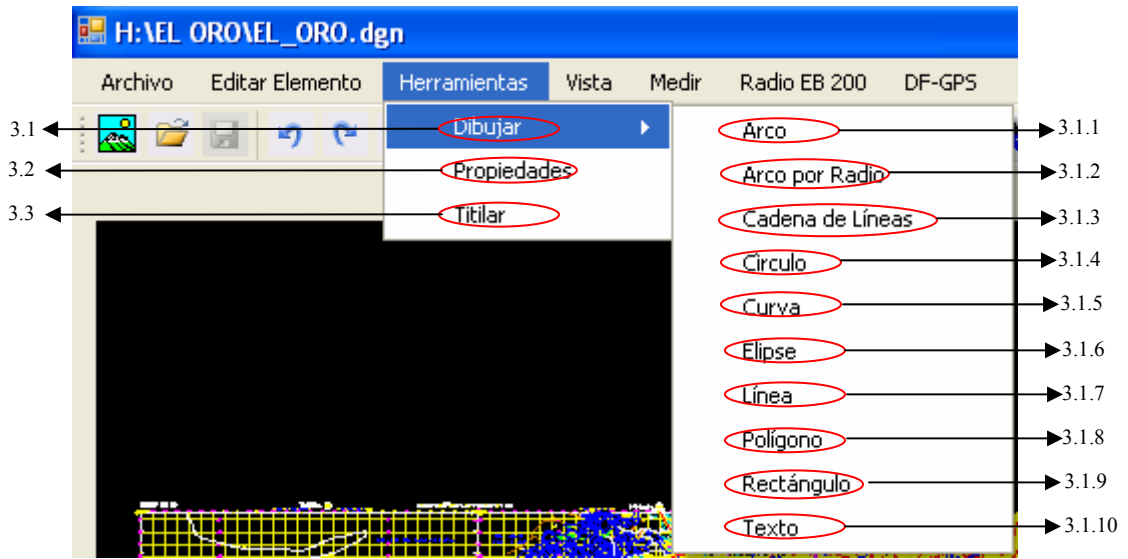 H:\EL ORO\EL_ORO.dgn
Archivo Editar Elemento Herramientas Vista Medir Radio EB 200 DF-GPS
3.1 Dibujar Arco 3.1.1
3.2 Propiedades Arco por Radio 3.1.2
3.3 Titilar Cadena de Líneas 3.1.3
Círculo 3.1.4
Curva 3.1.5
Elipse 3.1.6
Línea 3.1.7
Polígono 3.1.8
Rectángulo 3.1.9
Texto 3.1.10